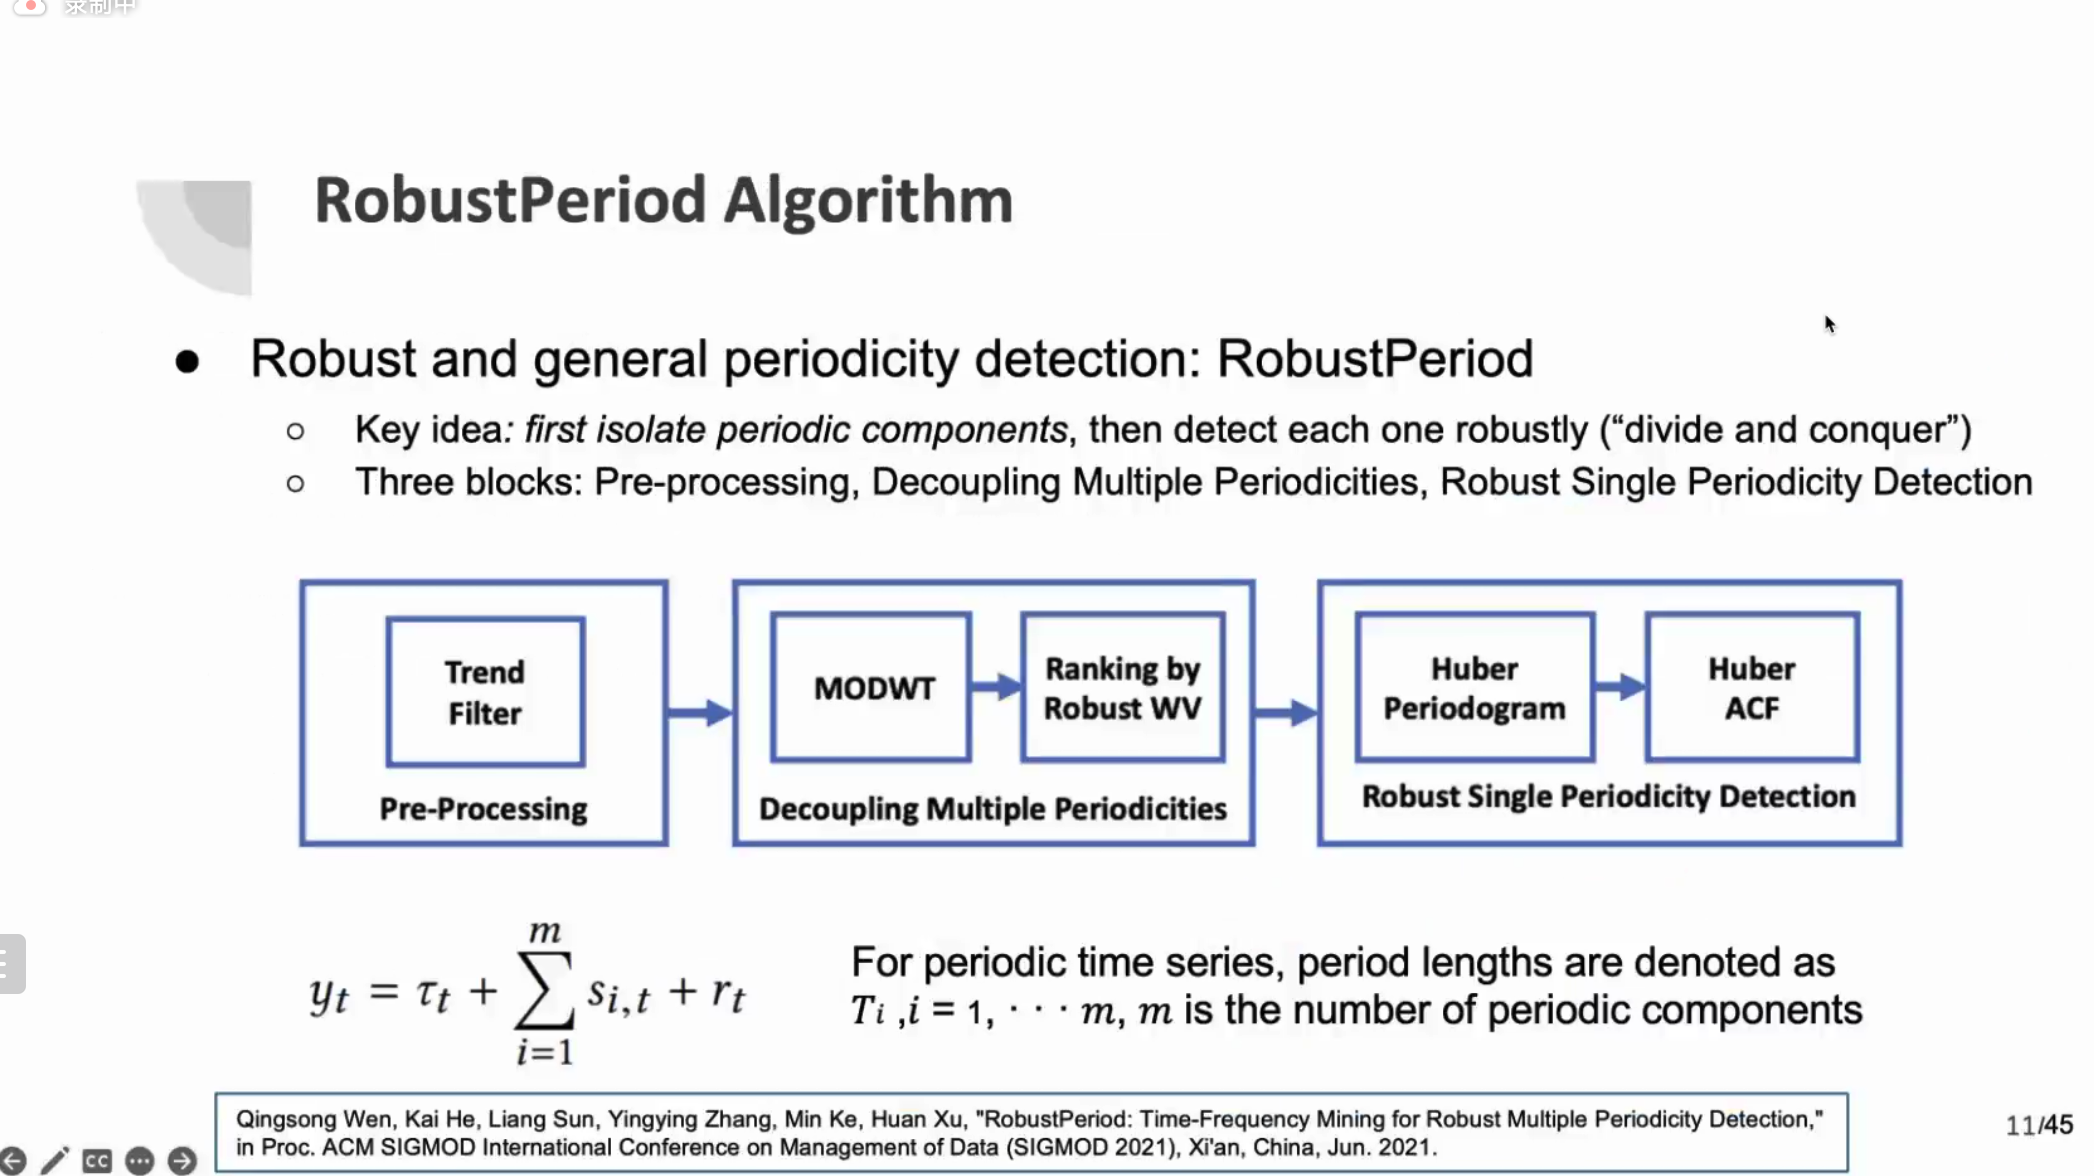 录制中
RobustPeriod Algorithm
● Robust and general periodicity detection: RobustPeriod
○ Key idea: first isolate periodic components, then detect each one robustly (“divide and conquer”)
○ Three blocks: Pre-processing, Decoupling Multiple Periodicities, Robust Single Periodicity Detection
Trend
Filter
Pre-Processing
MODWT
Ranking by
Robust WV
Decoupling Multiple Periodicities
Huber
Periodogram
Huber
ACF
Robust Single Periodicity Detection
y_t = τ_t + ∑_{i=1}^{m} s_{i,t} + r_t
For periodic time series, period lengths are denoted as
Ti ,i = 1, · · · m, m is the number of periodic components
Qingsong Wen, Kai He, Liang Sun, Yingying Zhang, Min Ke, Huan Xu, "RobustPeriod: Time-Frequency Mining for Robust Multiple Periodicity Detection,"
in Proc. ACM SIGMOD International Conference on Management of Data (SIGMOD 2021), Xi'an, China, Jun. 2021.
11/45
CC